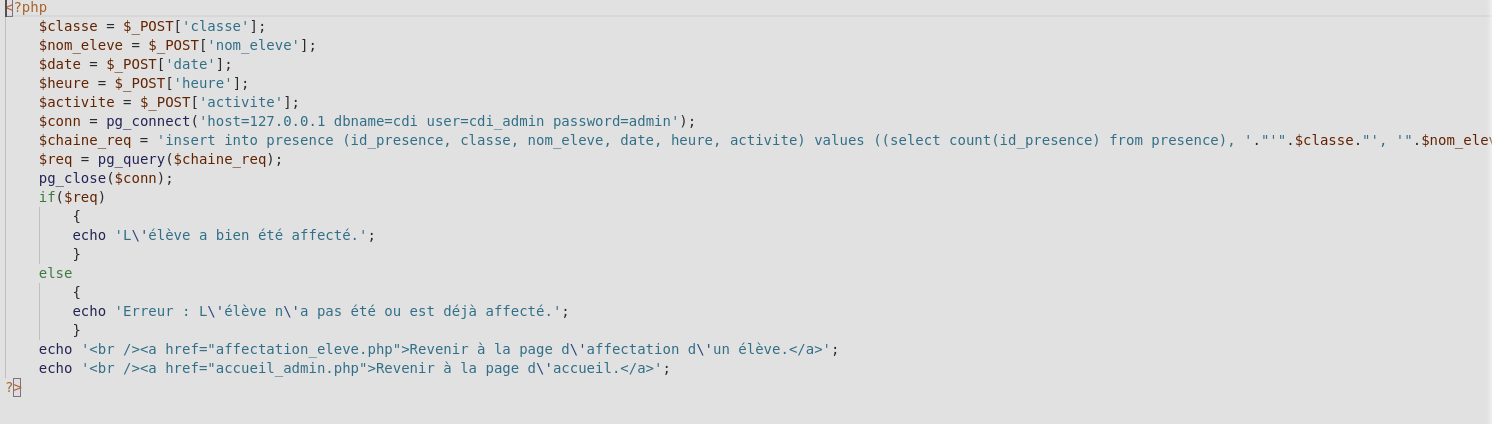 <?php
$classe = $_POST['classe'];
$nom_eleve = $_POST['nom_eleve'];
$date = $_POST['date'];
$heure = $_POST['heure'];
$activite = $_POST['activite'];
$conn = pg_connect('host=127.0.0.1 dbname=cdi user=cdi_admin password=admin');
$chaine_req = 'insert into presence (id_presence, classe, nom_eleve, date, heure, activite) values ((select count(id_presence) from presence), '."'".$classe."', '".$nom_elev
$req = pg_query($chaine_req);
pg_close($conn);
if($req)
{
echo 'L\'élève a bien été affecté.';
}
else
{
echo 'Erreur : L\'élève n\'a pas été ou est déjà affecté.';
}
echo '<br /><a href="affectation_eleve.php">Revenir à la page d\'affectation d\'un élève.</a>';
echo '<br /><a href="accueil_admin.php">Revenir à la page d\'accueil.</a>';
?>